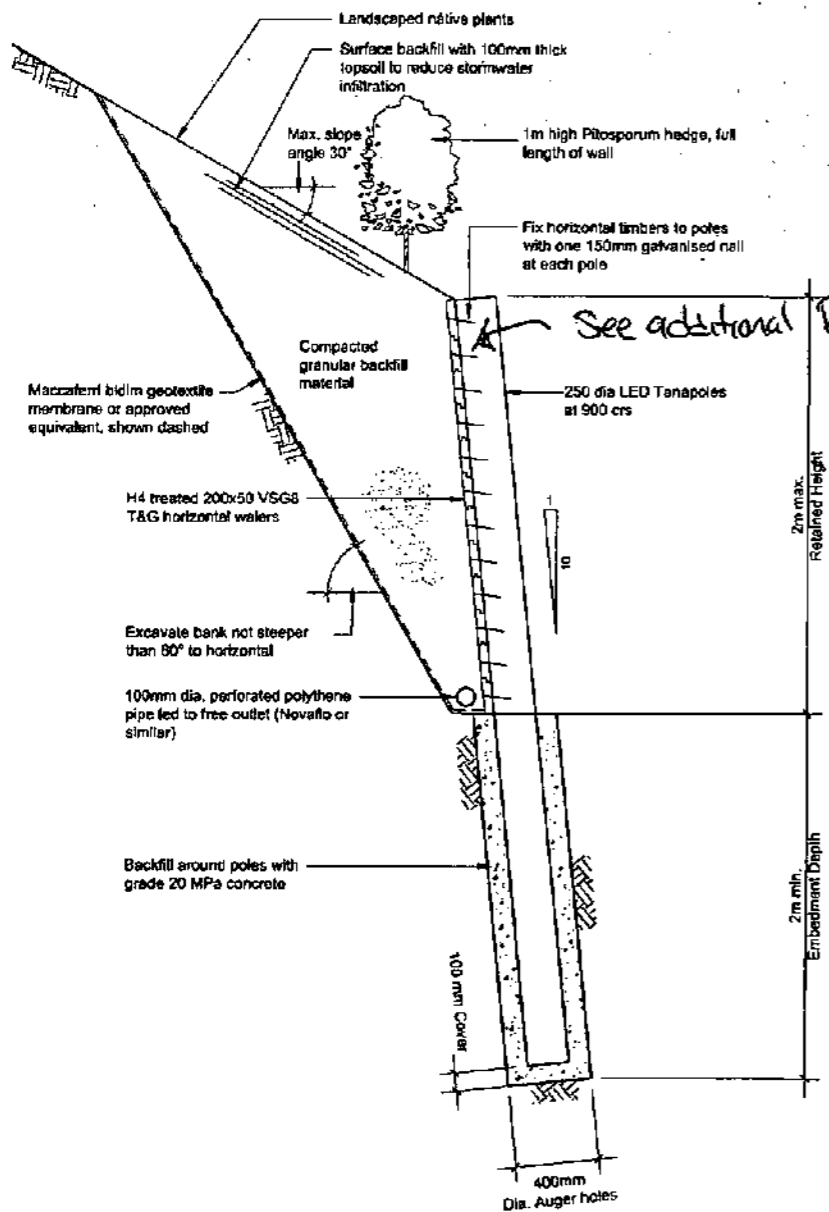 Landscaped native plants
Surface backfill with 100mm thick
topsoil to reduce stormwater
infiltration
Max. slope
angle 30°
1m high Pitosporum hedge, full
length of wall
Fix horizontal timbers to poles
with one 150mm galvanised nail
at each pole
See additional
Compacted
granular backfill
material
Maccaferri bidim geotextile
membrane or approved
equivalent, shown dashed
250 dia LED Tanapoles
at 900 crs
H4 treated 200x50 VSG8
T&G horizontal walers
1
10
2m max.
Retained Height
Excavate bank not steeper
than 60° to horizontal
100mm dia. perforated polythene
pipe led to free outlet (Novaflo or
similar)
Backfill around poles with
grade 20 MPa concrete
2m min.
Embedment Depth
100 mm Cover
400mm
Dia. Auger holes